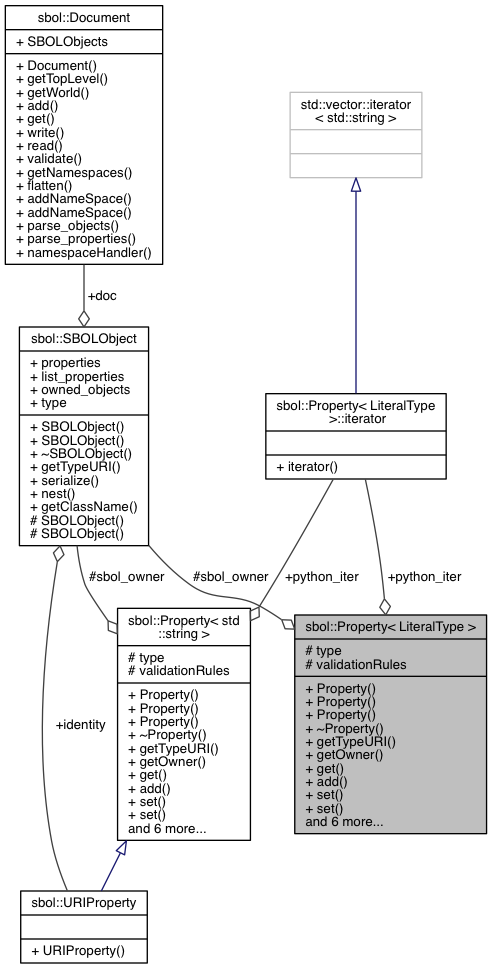 sbol::Document
+ SBOLObjects
+ Document()
+ getTopLevel()
+ getWorld()
+ add()
+ get()
+ write()
+ read()
+ validate()
+ getNamespaces()
+ flatten()
+ addNameSpace()
+ addNameSpace()
+ parse_objects()
+ parse_properties()
+ namespaceHandler()
std::vector::iterator
< std::string >
+doc
sbol::SBOLObject
+ properties
+ list_properties
+ owned_objects
+ type
+ SBOLObject()
+ SBOLObject()
+ ~SBOLObject()
+ getTypeURI()
+ serialize()
+ nest()
+ getClassName()
# SBOLObject()
# SBOLObject()
sbol::Property< LiteralType
>::iterator
+ iterator()
#sbol_owner
#sbol_owner
+python_iter
+python_iter
sbol::Property< std
::string >
# type
# validationRules
+ Property()
+ Property()
+ Property()
+ ~Property()
+ getTypeURI()
+ getOwner()
+ get()
+ add()
+ set()
+ set()
and 6 more...
sbol::Property< LiteralType >
# type
# validationRules
+ Property()
+ Property()
+ Property()
+ ~Property()
+ getTypeURI()
+ getOwner()
+ get()
+ add()
+ set()
+ set()
and 6 more...
+identity
sbol::URIProperty
+ URIProperty()